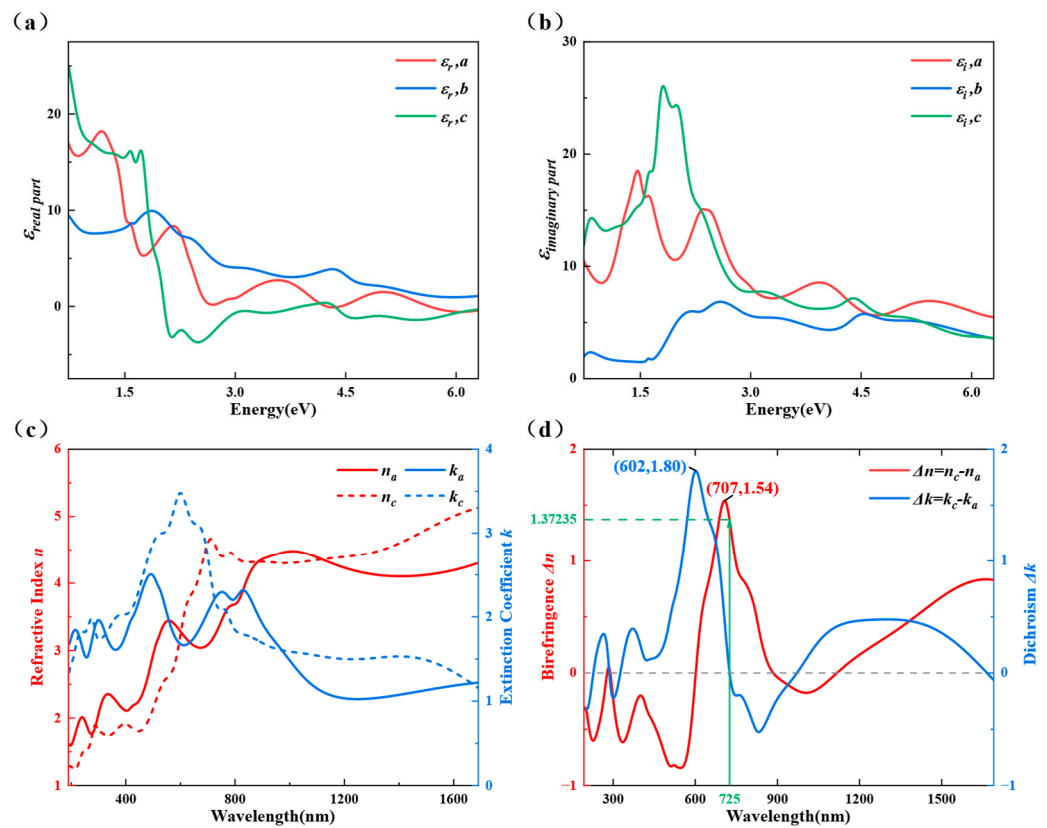 (a)
(b)
ε_r,a
ε_r,b
ε_r,c
20
10
0
ε_real part
1.5 3.0 4.5 6.0
Energy(eV)
ε_i,a
ε_i,b
ε_i,c
30
20
10
0
ε_imaginary part
1.5 3.0 4.5 6.0
Energy(eV)
(c)
(d)
n_a k_a
n_c k_c
6
5
4
3
2
1
Refractive Index n
4
3
2
1
0
Extinction Coefficient k
400 800 1200 1600
Wavelength(nm)
(602,1.80)
(707,1.54)
Δn=n_c-n_a
Δk=k_c-k_a
1.37235
2
1
0
−1
Birefringence Δn
2
1
0
−1
Dichroism Δk
300 600 725 900 1200 1500
Wavelength(nm)